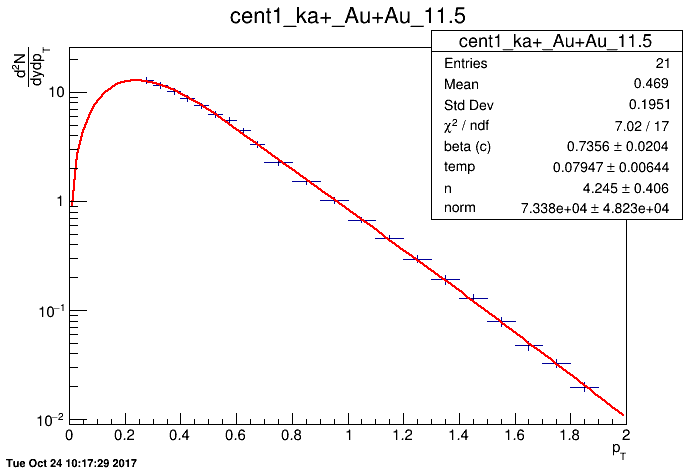 cent1_ka+_Au+Au_11.5
cent1_ka+_Au+Au_11.5
Entries 21
Mean 0.469
Std Dev 0.1951
χ² / ndf 7.02 / 17
beta (c) 0.7356 ± 0.0204
temp 0.07947 ± 0.00644
n 4.245 ± 0.406
norm 7.338e+04 ± 4.823e+04
d²N
dydp_T
10
1
10⁻¹
10⁻²
0 0.2 0.4 0.6 0.8 1 1.2 1.4 1.6 1.8 2
p_T
Tue Oct 24 10:17:29 2017